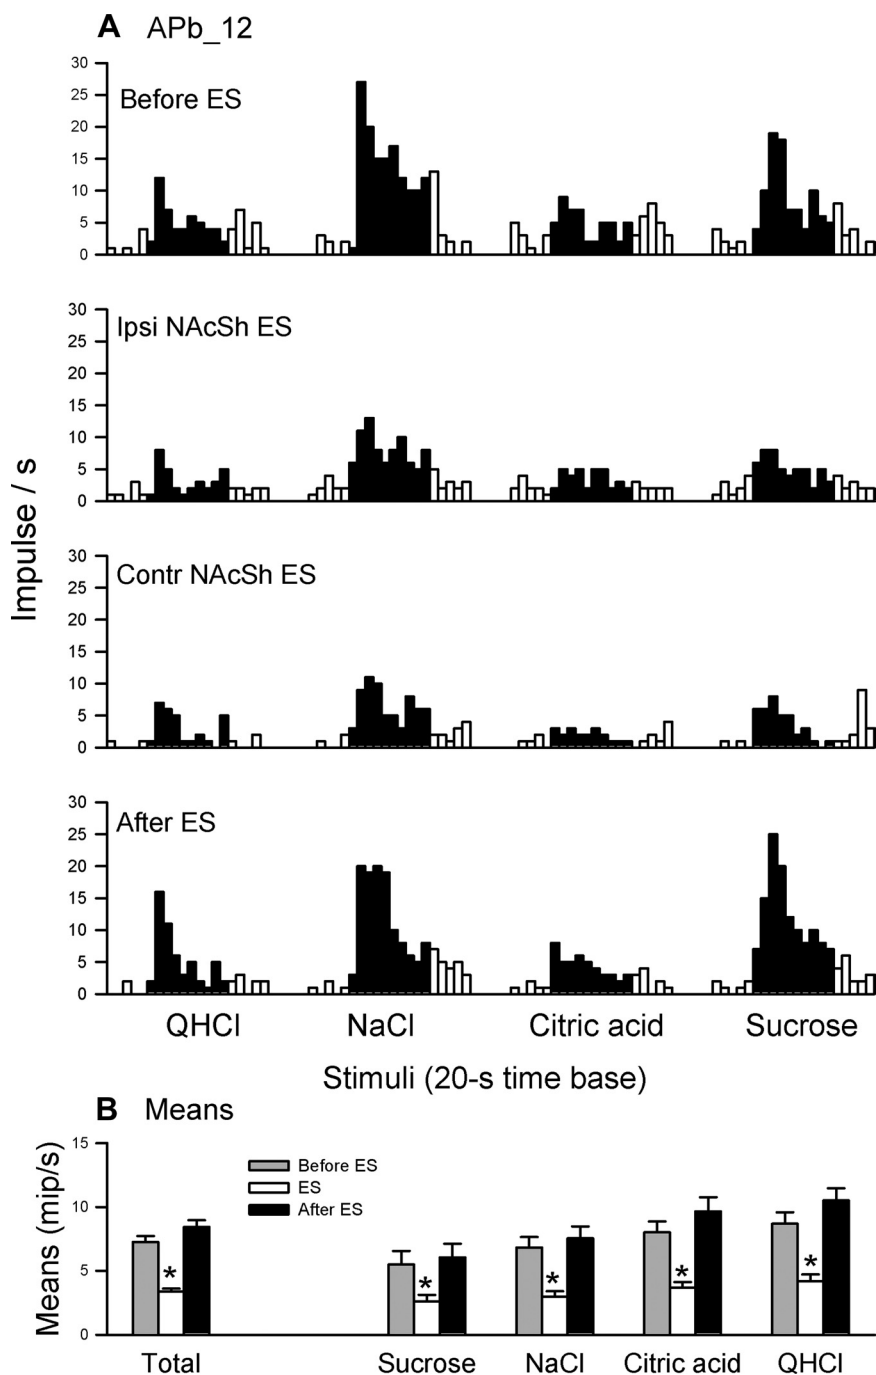 A APb_12
30
25
20
15
10
5
0
Before ES
30
25
20
15
10
5
0
Ipsi NAcSh ES
Impulse / s
30
25
20
15
10
5
0
Contr NAcSh ES
30
25
20
15
10
5
0
After ES
QHCl NaCl Citric acid Sucrose
Stimuli (20-s time base)
B Means
Means (mip/s)
15
10
5
0
Before ES
ES
After ES
* * * * *
Total Sucrose NaCl Citric acid QHCl